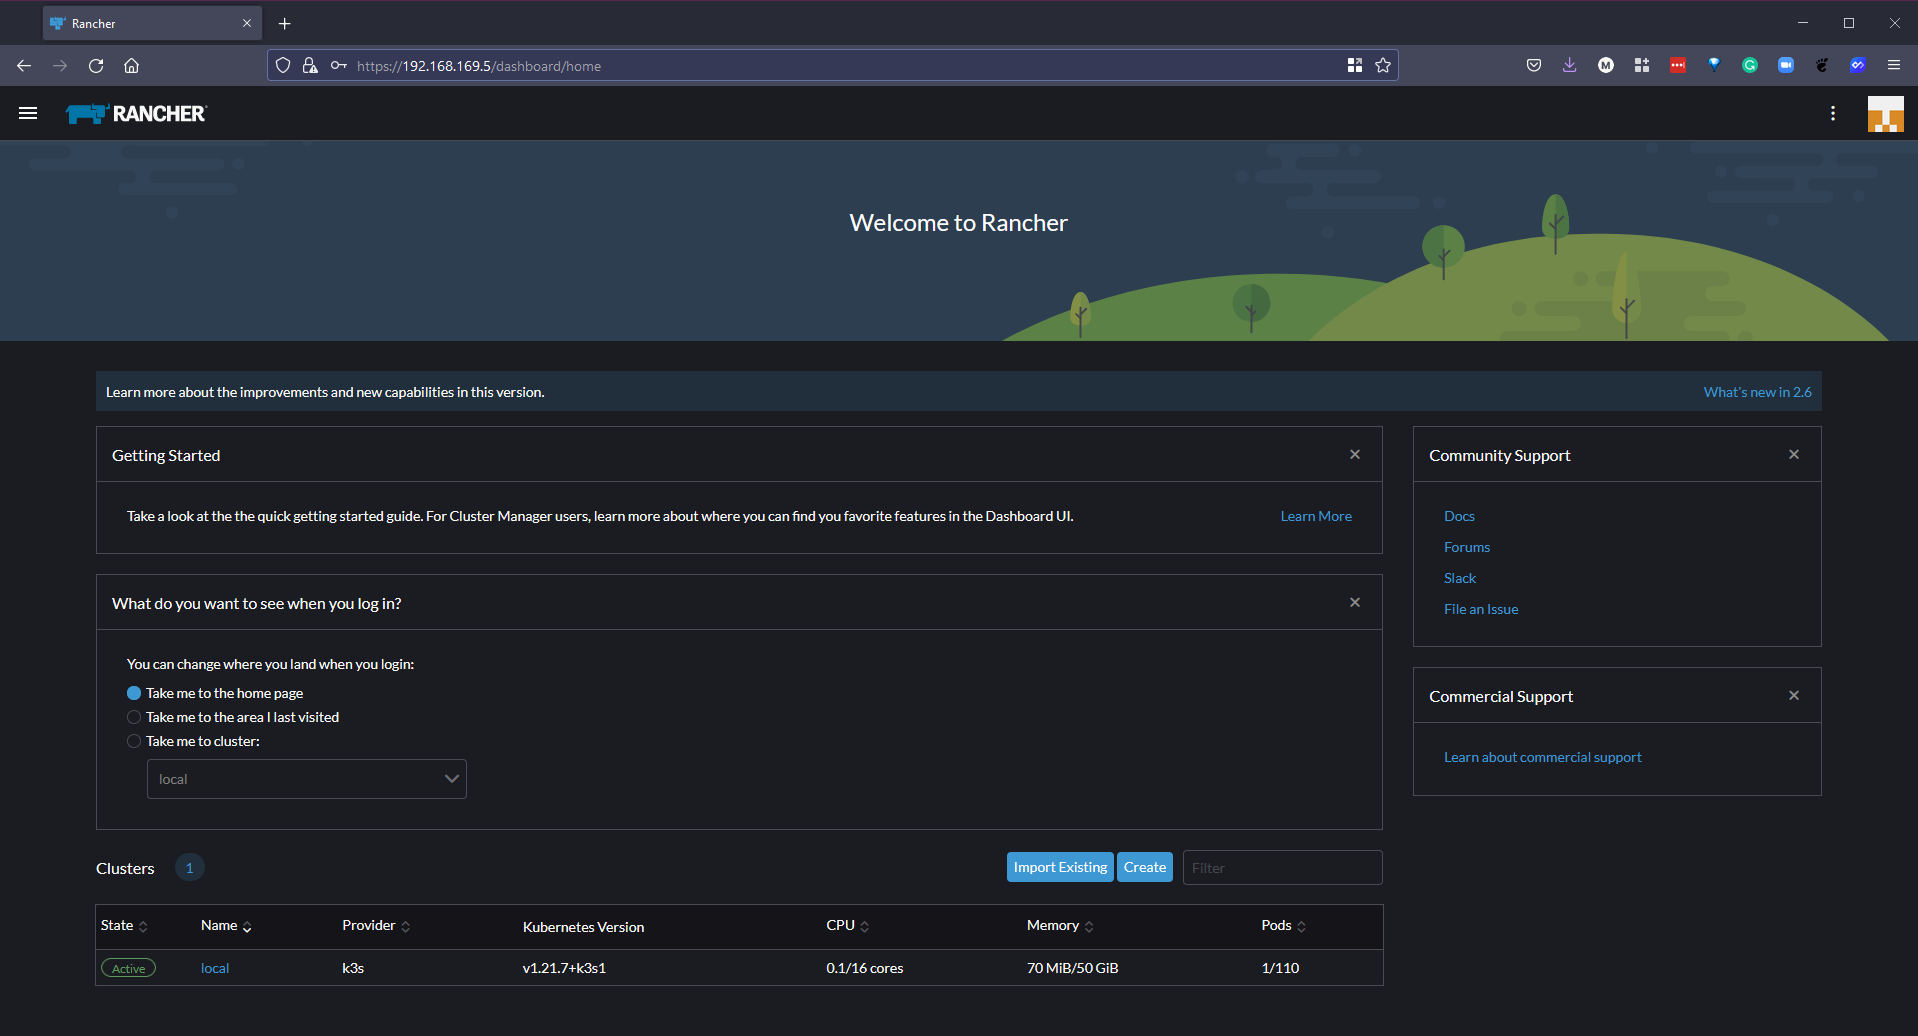 Rancher
https://192.168.169.5/dashboard/home
RANCHER
Welcome to Rancher
Learn more about the improvements and new capabilities in this version.
What's new in 2.6
Getting Started
Take a look at the the quick getting started guide. For Cluster Manager users, learn more about where you can find you favorite features in the Dashboard UI.
Learn More
What do you want to see when you log in?
You can change where you land when you login:
Take me to the home page
Take me to the area I last visited
Take me to cluster:
local
Community Support
Docs
Forums
Slack
File an Issue
Commercial Support
Learn about commercial support
Clusters 1
Import Existing Create Filter
State Name Provider Kubernetes Version CPU Memory Pods
Active local k3s v1.21.7+k3s1 0.1/16 cores 70 MiB/50 GiB 1/110